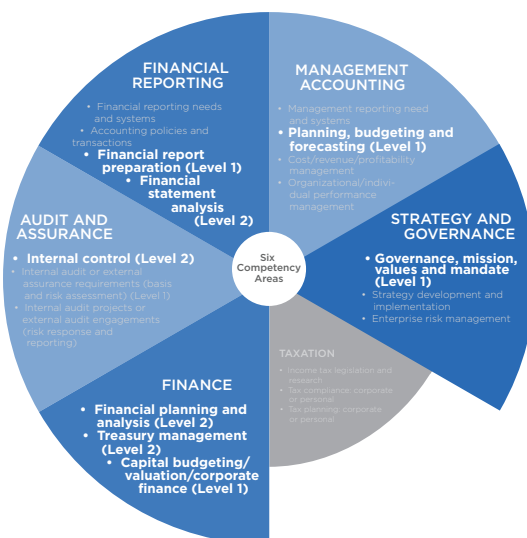 FINANCIAL
REPORTING
• Financial reporting needs
and systems
• Accounting policies and
transactions
• Financial report
preparation (Level 1)
• Financial
statement
analysis
(Level 2)
MANAGEMENT
ACCOUNTING
• Management reporting need
and systems
• Planning, budgeting and
forecasting (Level 1)
• Cost/revenue/profitability
management
• Organizational/indivi-
dual performance
management
STRATEGY AND
GOVERNANCE
• Governance, mission,
values and mandate
(Level 1)
• Strategy development and
implementation
• Enterprise risk management
AUDIT AND
ASSURANCE
• Internal control (Level 2)
• Internal audit or external
assurance requirements (basis
and risk assessment) (Level 1)
• Internal audit projects or
external audit engagements
(risk response and
reporting)
Six
Competency
Areas
TAXATION
• Income tax legislation and
research
• Tax compliance: corporate
or personal
• Tax planning: corporate
or personal
FINANCE
• Financial planning and
analysis (Level 2)
• Treasury management
(Level 2)
• Capital budgeting/
valuation/corporate
finance (Level 1)